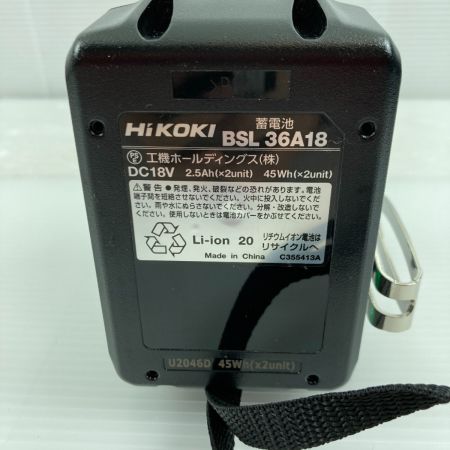 HiKOKI
蓄電池
BSL 36A18
PSE 工機ホールディングス(株)
DC18V 2.5Ah(×2unit) 45Wh(×2unit)
警告 ●発煙、発火、破裂などの恐れがあります。電池
端子間を短絡させないでください。火中に投入しないでくだ
さい。雨や水にぬらさないでください。分解・改造しないで
ください。使用しないときは電池カバーをかぶせてください。
Li-ion 20
リチウムイオン電池は
リサイクルへ
Made in China C355413A
U2046D 45Wh(x2unit)